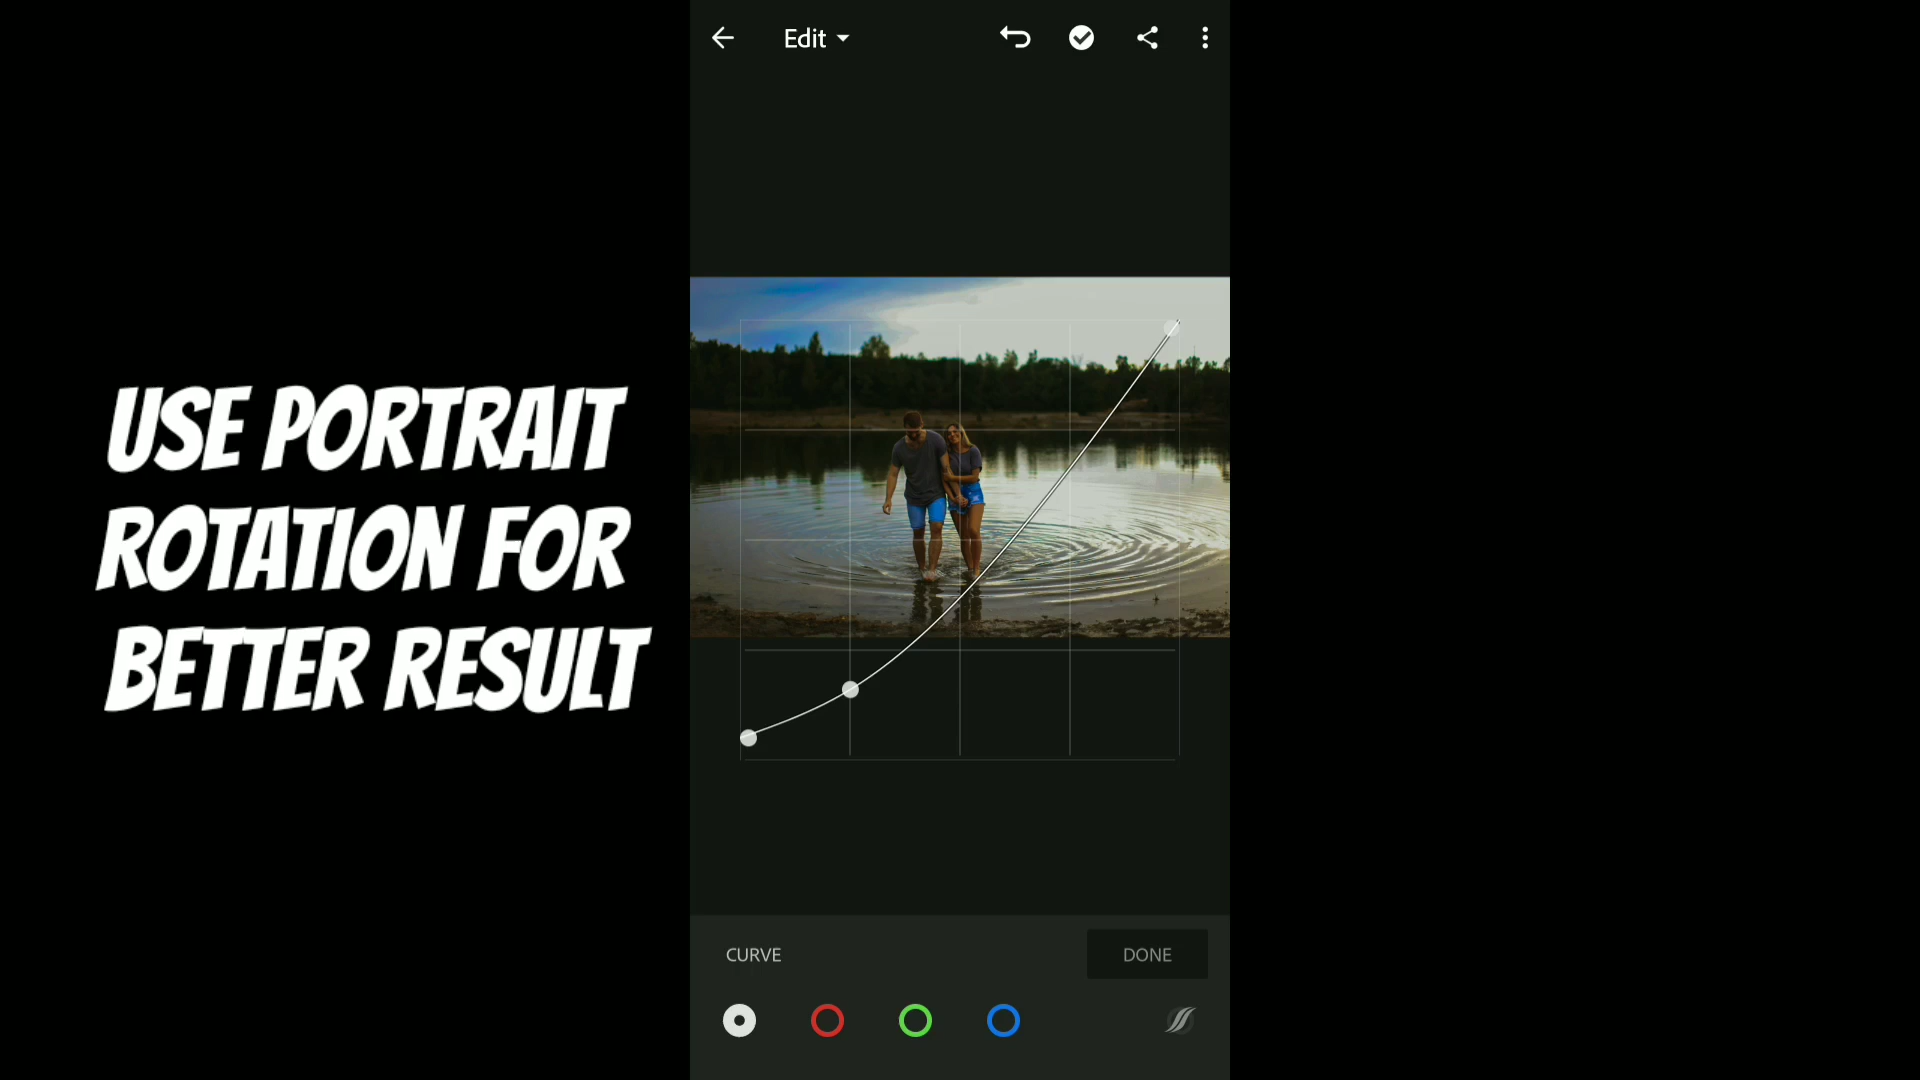 Edit
USE PORTRAIT
ROTATION FOR
BETTER RESULT
CURVE
DONE